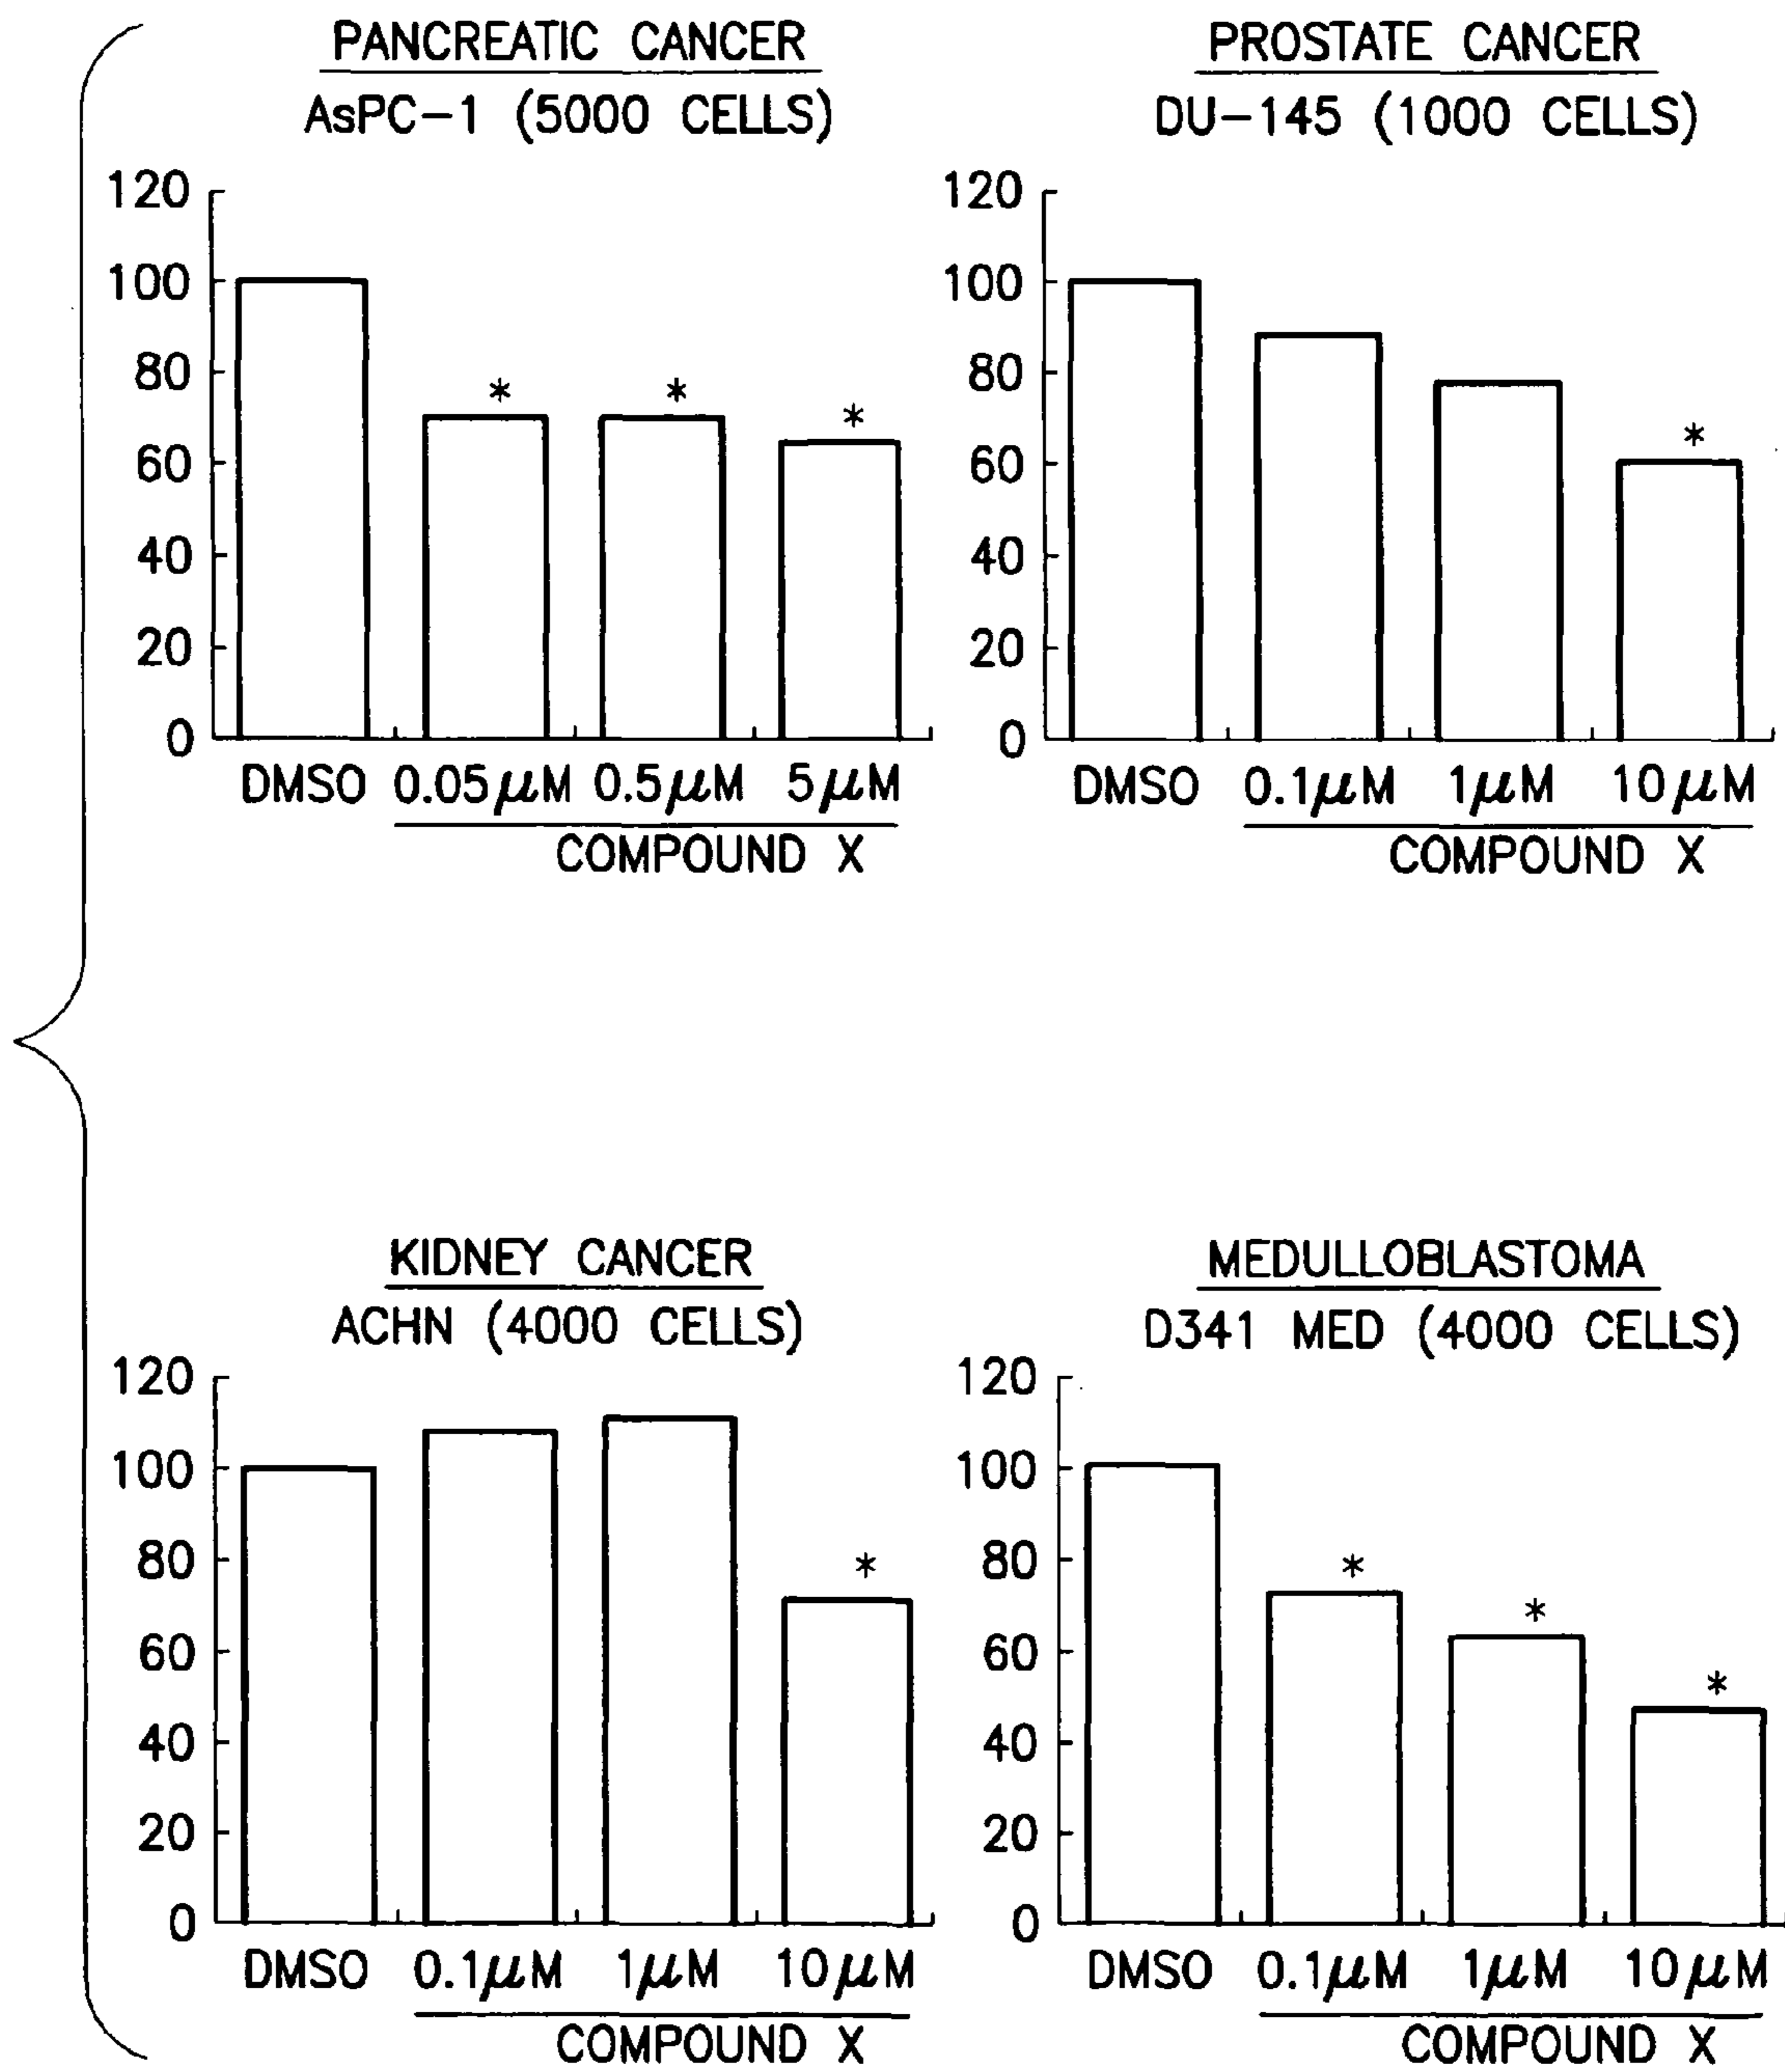 PANCREATIC CANCER
AsPC-1 (5000 CELLS)
120
100
80
60
40
20
0
* * *
DMSO 0.05μM 0.5μM 5μM
COMPOUND X
PROSTATE CANCER
DU-145 (1000 CELLS)
120
100
80
60
40
20
0
*
DMSO 0.1μM 1μM 10μM
COMPOUND X
KIDNEY CANCER
ACHN (4000 CELLS)
120
100
80
60
40
20
0
*
DMSO 0.1μM 1μM 10μM
COMPOUND X
MEDULLOBLASTOMA
D341 MED (4000 CELLS)
120
100
80
60
40
20
0
* * *
DMSO 0.1μM 1μM 10μM
COMPOUND X